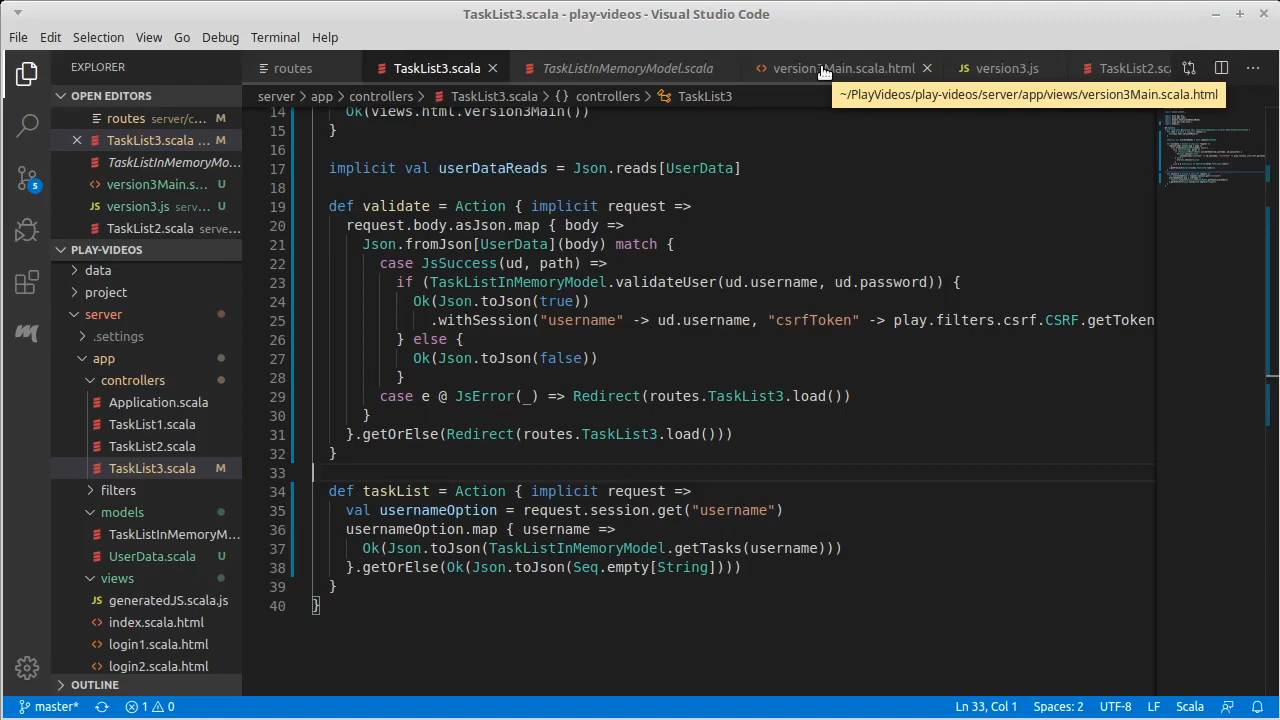 TaskList3.scala - play-videos - Visual Studio Code
File Edit Selection View Go Debug Terminal Help
EXPLORER
routes
TaskList3.scala
TaskListInMemoryModel.scala
version3Main.scala.html
version3.js
TaskList2.sca
~/PlayVideos/play-videos/server/app/views/version3Main.scala.html
server > app > controllers > TaskList3.scala > {} controllers > TaskList3
OPEN EDITORS
routes server/c...
TaskList3.scala ... M
TaskListInMemoryMo...
version3Main.s... U
JS version3.js serv... U
TaskList2.scala serve...
PLAY-VIDEOS
data
project
server
.settings
app
controllers
Application.scala
TaskList1.scala
TaskList2.scala
TaskList3.scala M
filters
models
TaskListInMemoryM...
UserData.scala U
views
JS generatedJS.scala.js
index.scala.html
login1.scala.html
login2.scala.html
OUTLINE
14 Ok(views.html.version3Main())
15 }
16
17 implicit val userDataReads = Json.reads[UserData]
18
19 def validate = Action { implicit request =>
20 request.body.asJson.map { body =>
21 Json.fromJson[UserData](body) match {
22 case JsSuccess(ud, path) =>
23 if (TaskListInMemoryModel.validateUser(ud.username, ud.password)) {
24 Ok(Json.toJson(true))
25 .withSession("username" -> ud.username, "csrfToken" -> play.filters.csrf.CSRF.getToken
26 } else {
27 Ok(Json.toJson(false))
28 }
29 case e @ JsError(_) => Redirect(routes.TaskList3.load())
30 }
31 }.getOrElse(Redirect(routes.TaskList3.load()))
32 }
33
34 def taskList = Action { implicit request =>
35 val usernameOption = request.session.get("username")
36 usernameOption.map { username =>
37 Ok(Json.toJson(TaskListInMemoryModel.getTasks(username)))
38 }.getOrElse(Ok(Json.toJson(Seq.empty[String])))
39 }
40 }
5
master* 1 0 Ln 33, Col 1 Spaces: 2 UTF-8 LF Scala